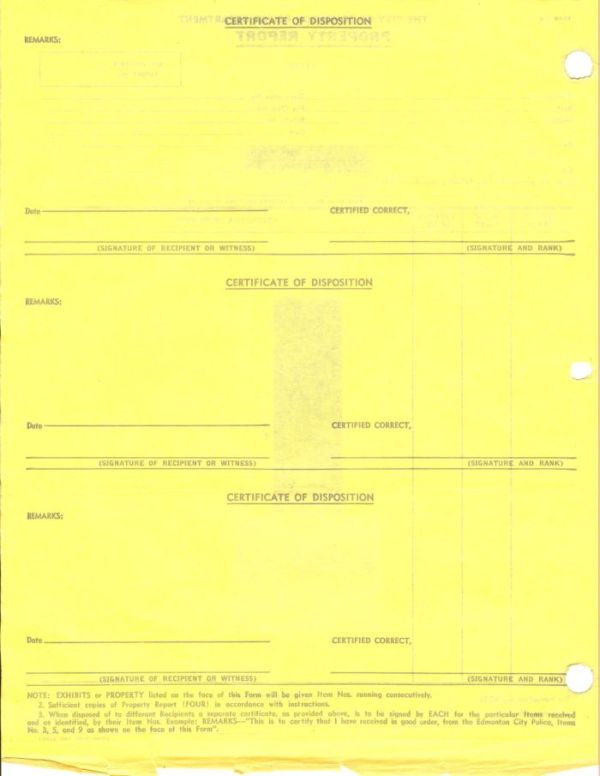 CERTIFICATE OF DISPOSITION
PROPERTY REPORT
REMARKS:
Date
CERTIFIED CORRECT,
(SIGNATURE OF RECIPIENT OR WITNESS) (SIGNATURE AND RANK)
CERTIFICATE OF DISPOSITION
REMARKS:
Date
CERTIFIED CORRECT,
(SIGNATURE OF RECIPIENT OR WITNESS) (SIGNATURE AND RANK)
CERTIFICATE OF DISPOSITION
REMARKS:
Date
CERTIFIED CORRECT,
(SIGNATURE OF RECIPIENT OR WITNESS) (SIGNATURE AND RANK)
NOTE: EXHIBITS or PROPERTY listed on the face of this Form will be given Item Nos. running consecutively.
2. Sufficient copies of Property Report (FOUR) in accordance with instructions.
3. When disposed of to different Recipients a separate certificate, as provided above, is to be signed by EACH for the particular Items received
and as identified, by their Item Nos. Example: REMARKS—"This is to certify that I have received in good order, from the Edmonton City Police, Items
No. 3, 5, and 9 as shown on the face of this Form".